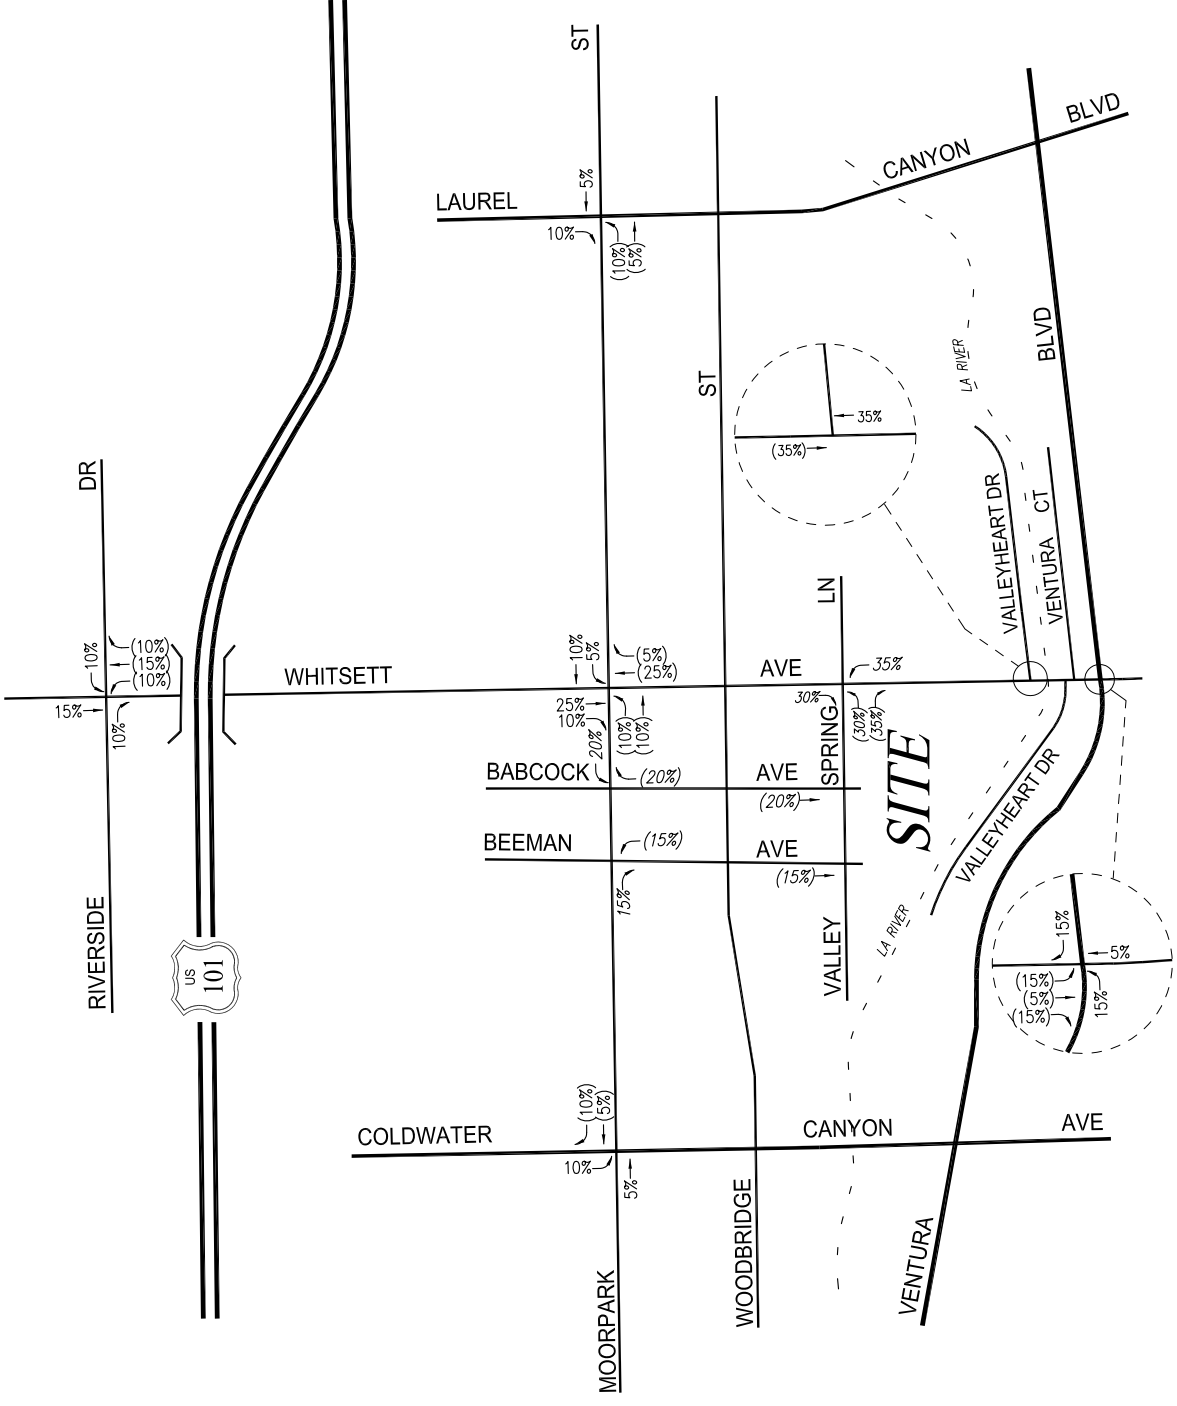 ST
BLVD
CANYON
LAUREL
5%
10%
(10%)
(5%)
BLVD
LA RIVER
ST
35%
(35%)
DR
VALLEYHEART DR
VENTURA CT
LN
10%
(10%)
(15%)
(10%)
15%
10%
WHITSETT
AVE
10%
5%
(5%)
(25%)
25%
10%
(10%)
(10%)
35%
30%
(30%)
(35%)
20%
BABCOCK
(20%)
AVE
(20%)
SPRING
SITE
VALLEYHEART DR
BEEMAN
(15%)
AVE
(15%)
15%
RIVERSIDE
US
101
VALLEY
LA RIVER
15%
5%
(15%)
(5%)
(15%)
15%
(10%)
(5%)
COLDWATER
CANYON
AVE
10%
5%
WOODBRIDGE
VENTURA
MOORPARK